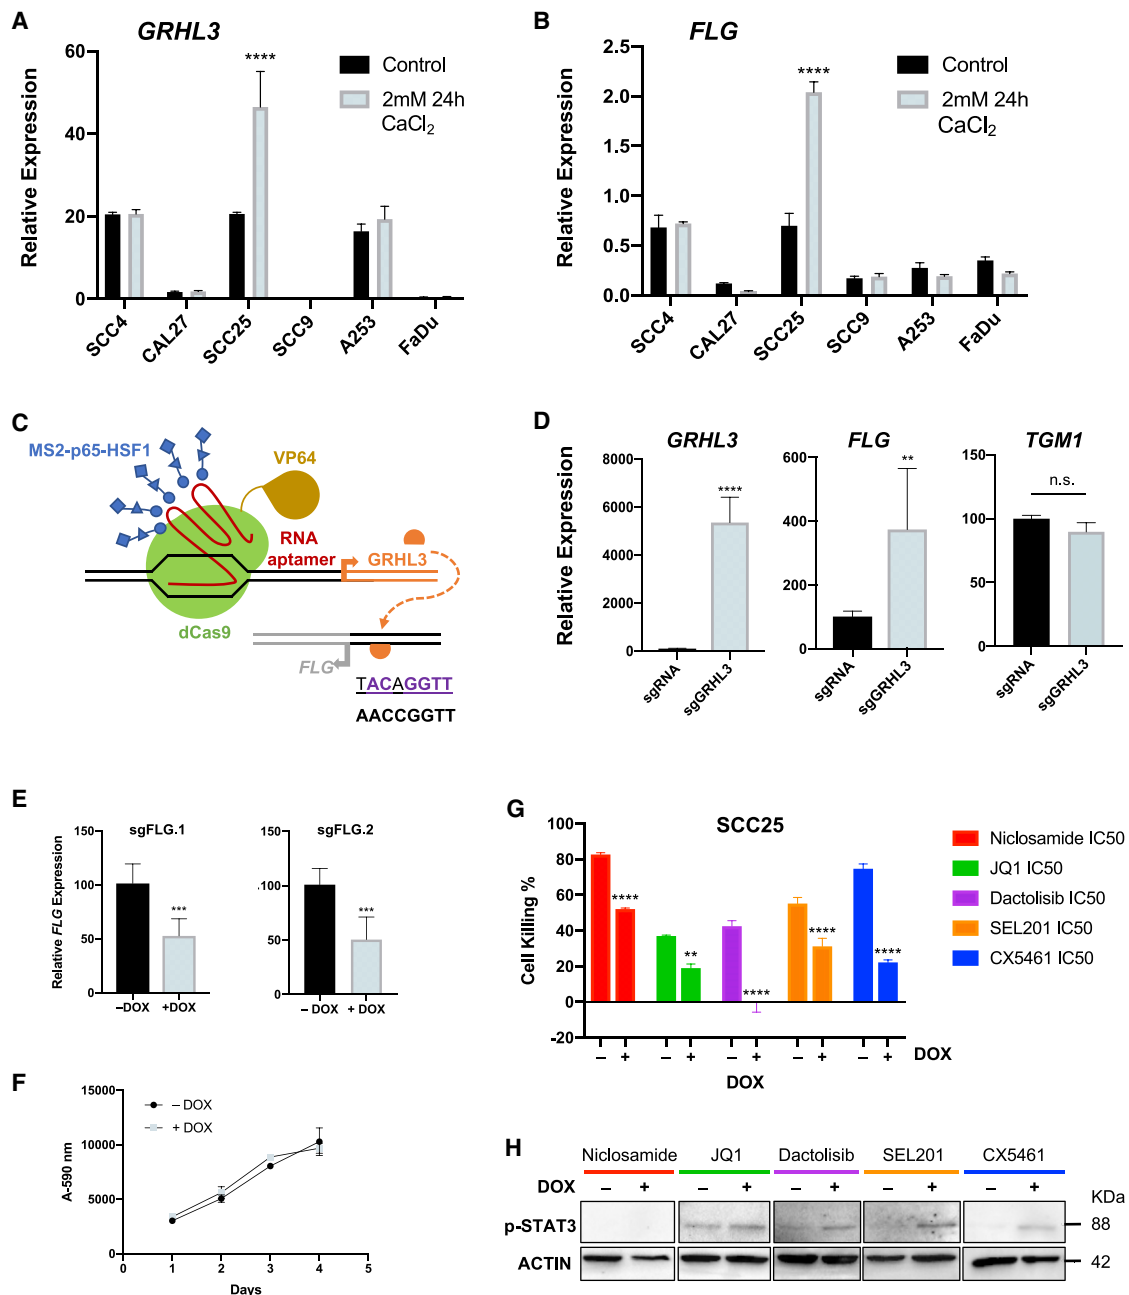 A
GRHL3
Relative Expression
60
40
20
0
****
Control
2mM 24h
CaCl2
SCC4
CAL27
SCC25
SCC9
A253
FaDu
B
FLG
Relative Expression
2.5
2.0
1.5
1.0
0.5
0.0
****
Control
2mM 24h
CaCl2
SCC4
CAL27
SCC25
SCC9
A253
FaDu
C
MS2-p65-HSF1
VP64
RNA
aptamer
GRHL3
dCas9
FLG
TACAGGTT
AACCGGTT
D
Relative Expression
GRHL3
8000
6000
4000
2000
0
****
sgRNA
sgGRHL3
FLG
600
400
200
0
**
sgRNA
sgGRHL3
TGM1
150
100
50
0
n.s.
sgRNA
sgGRHL3
E
Relative FLG Expression
sgFLG.1
150
100
50
0
***
–DOX
+DOX
sgFLG.2
150
100
50
0
***
– DOX
+ DOX
F
A-590 nm
15000
10000
5000
0
– DOX
+ DOX
0 1 2 3 4 5
Days
G
SCC25
Cell Killing %
100
80
60
40
20
0
-20
****
**
****
****
****
– + – + – + – + – + DOX
DOX
Niclosamide IC50
JQ1 IC50
Dactolisib IC50
SEL201 IC50
CX5461 IC50
H
Niclosamide JQ1 Dactolisib SEL201 CX5461
DOX – + – + – + – + – + KDa
p-STAT3 88
ACTIN 42